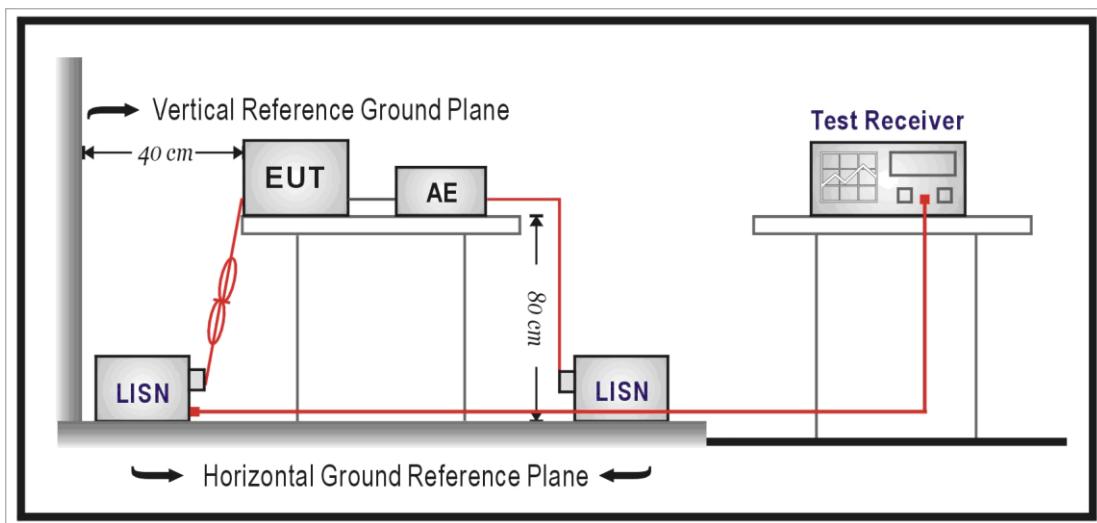 Vertical Reference Ground Plane
Test Receiver
40 cm
EUT
AE
80 cm
LISN
LISN
Horizontal Ground Reference Plane